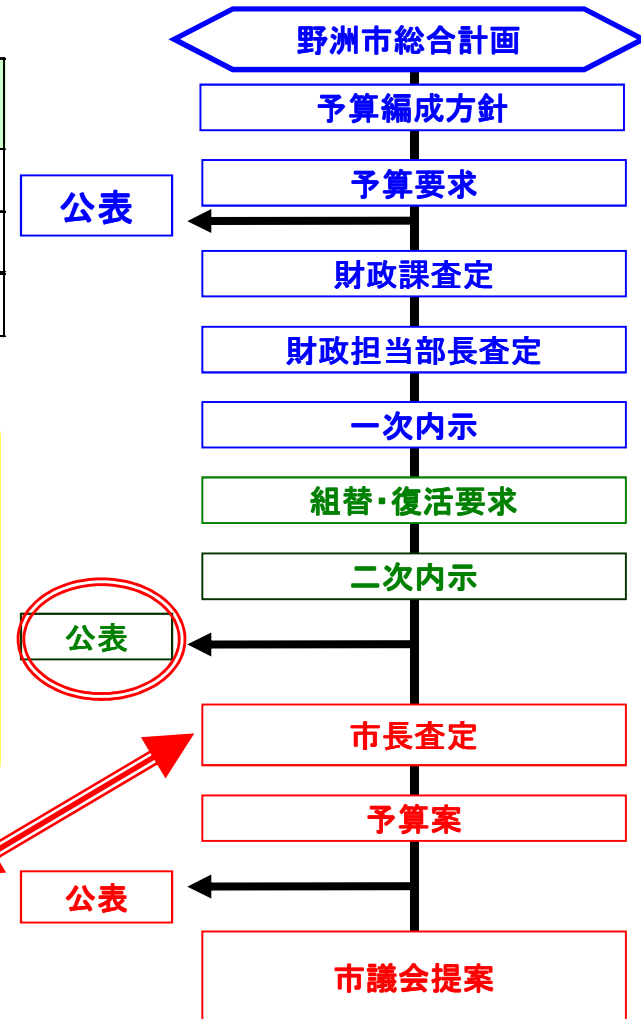 野洲市総合計画
予算編成方針
予算要求
公表
財政課査定
財政担当部長査定
一次内示
組替・復活要求
二次内示
公表
市長査定
予算案
公表
市議会提案